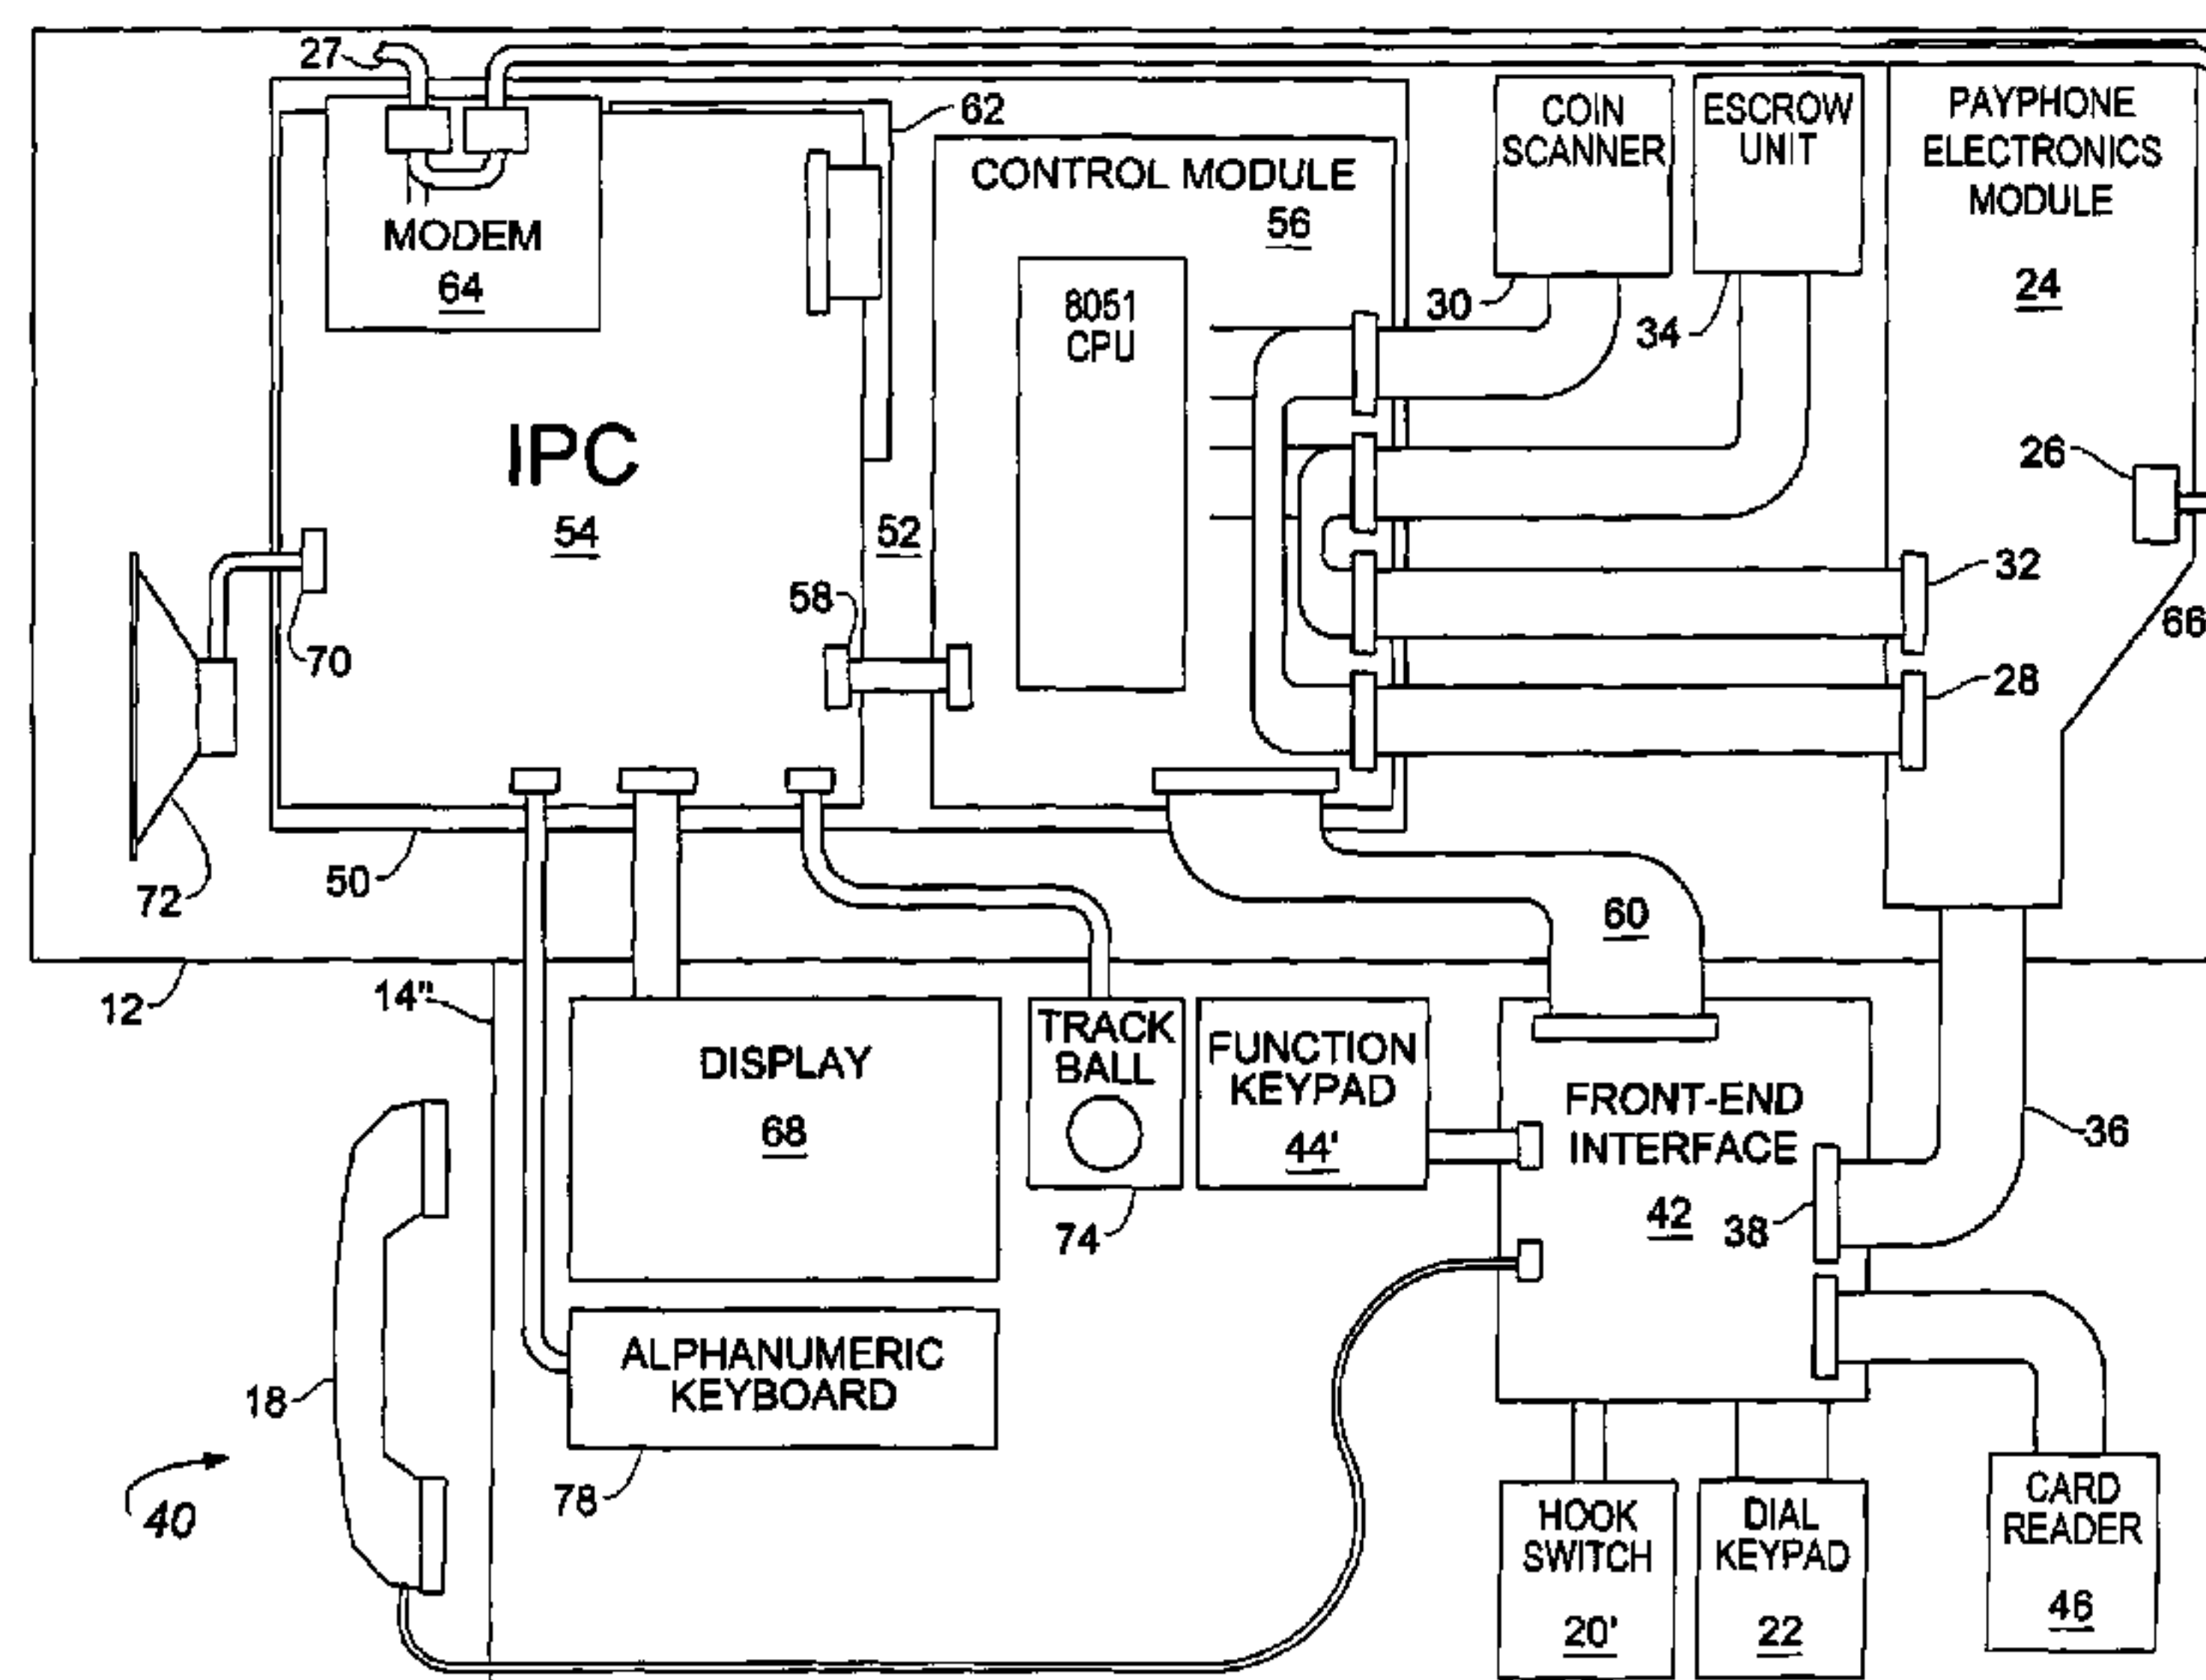 27
62
COIN
SCANNER
ESCROW
UNIT
PAYPHONE
ELECTRONICS
MODULE
24
CONTROL MODULE
56
MODEM
64
8051
CPU
30
34
IPC
54
52
26
32
66
58
70
28
72
50
60
12
14"
DISPLAY
68
TRACK
BALL
74
FUNCTION
KEYPAD
44'
FRONT-END
INTERFACE
42
38
36
ALPHANUMERIC
KEYBOARD
78
18
40
HOOK
SWITCH
20'
DIAL
KEYPAD
22
CARD
READER
46